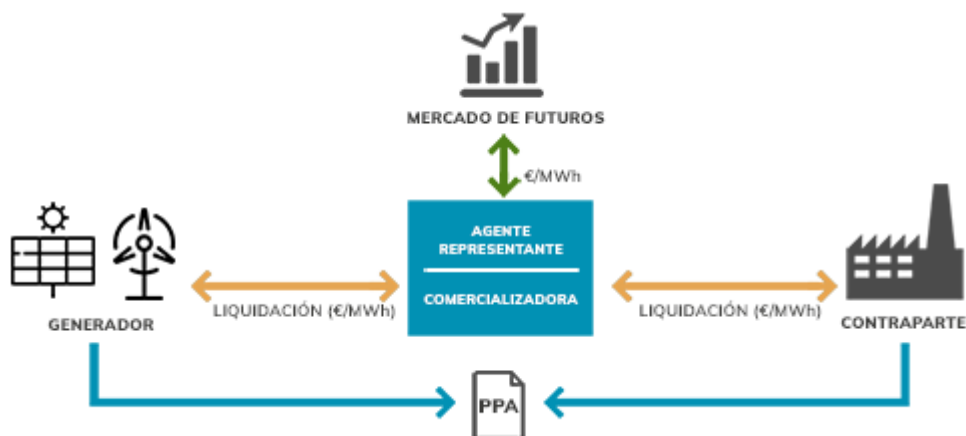 MERCADO DE FUTUROS
€/MWh
AGENTE
REPRESENTANTE
COMERCIALIZADORA
LIQUIDACIÓN (€/MWh)
LIQUIDACIÓN (€/MWh)
GENERADOR
CONTRAPARTE
PPA